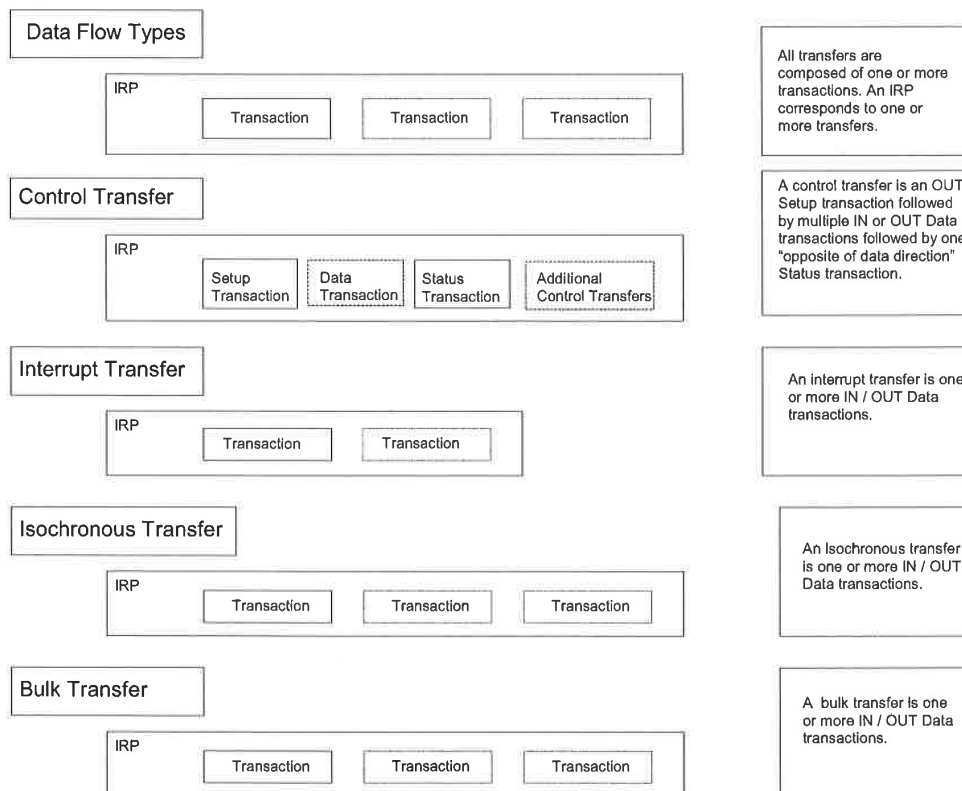 Data Flow Types
IRP
Transaction
Transaction
Transaction
All transfers are
composed of one or more
transactions. An IRP
corresponds to one or
more transfers.
Control Transfer
IRP
Setup
Transaction
Data
Transaction
Status
Transaction
Additional
Control Transfers
A control transfer is an OUT
Setup transaction followed
by multiple IN or OUT Data
transactions followed by one
"opposite of data direction"
Status transaction.
Interrupt Transfer
IRP
Transaction
Transaction
An interrupt transfer is one
or more IN / OUT Data
transactions.
Isochronous Transfer
IRP
Transaction
Transaction
Transaction
An Isochronous transfer
is one or more IN / OUT
Data transactions.
Bulk Transfer
IRP
Transaction
Transaction
Transaction
A bulk transfer is one
or more IN / OUT Data
transactions.